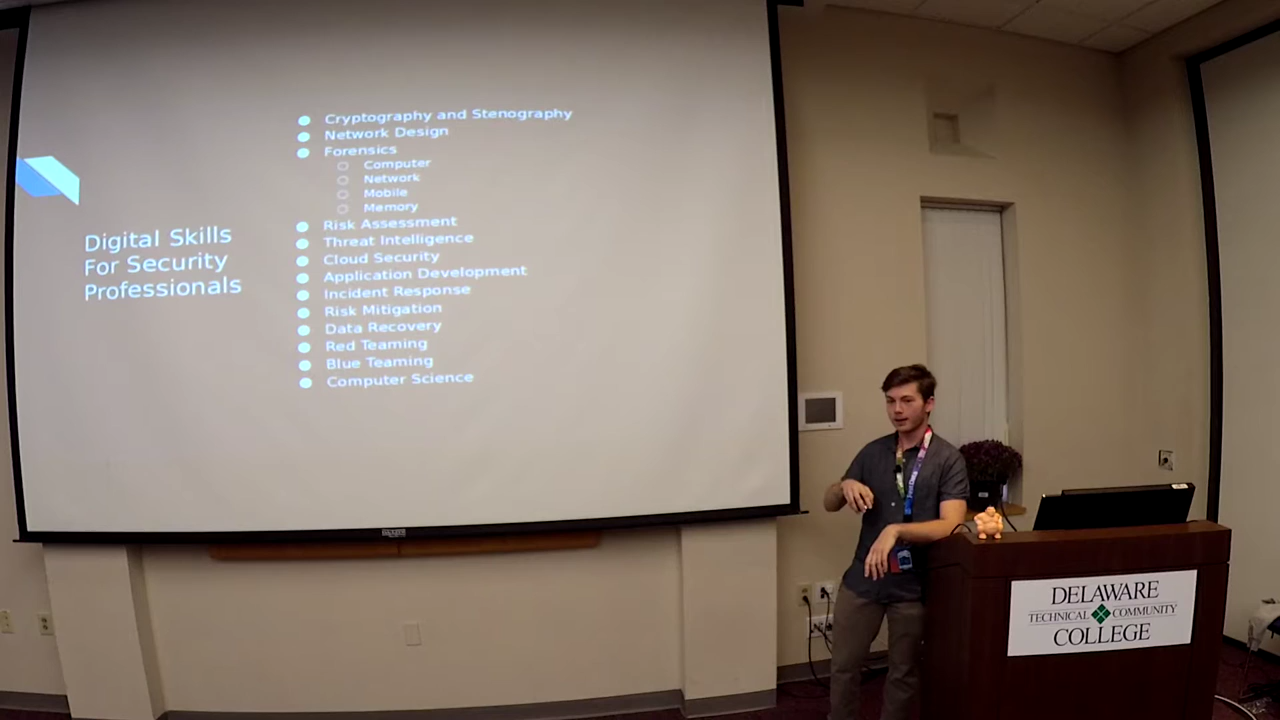 Digital Skills
For Security
Professionals
Cryptography and Stenography
Network Design
Forensics
Computer
Network
Mobile
Memory
Risk Assessment
Threat Intelligence
Cloud Security
Application Development
Incident Response
Risk Mitigation
Data Recovery
Red Teaming
Blue Teaming
Computer Science
DELAWARE
TECHNICAL COMMUNITY
COLLEGE